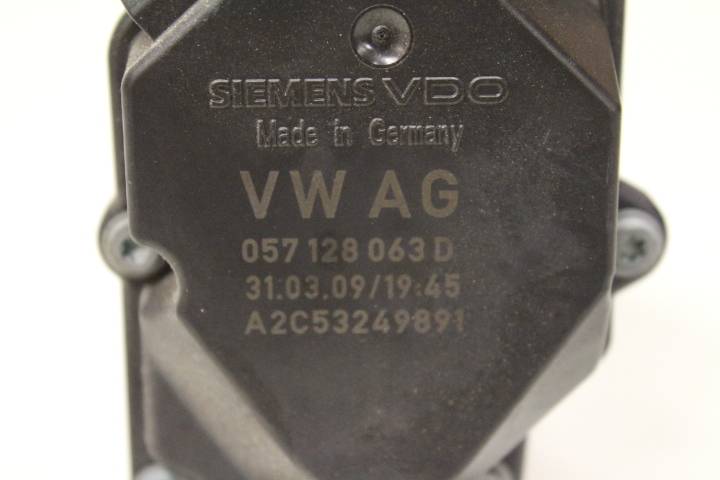 SIEMENS VDO
Made in Germany
VW AG
057 128 063 D
31.03.09/19:45
A2C53249891